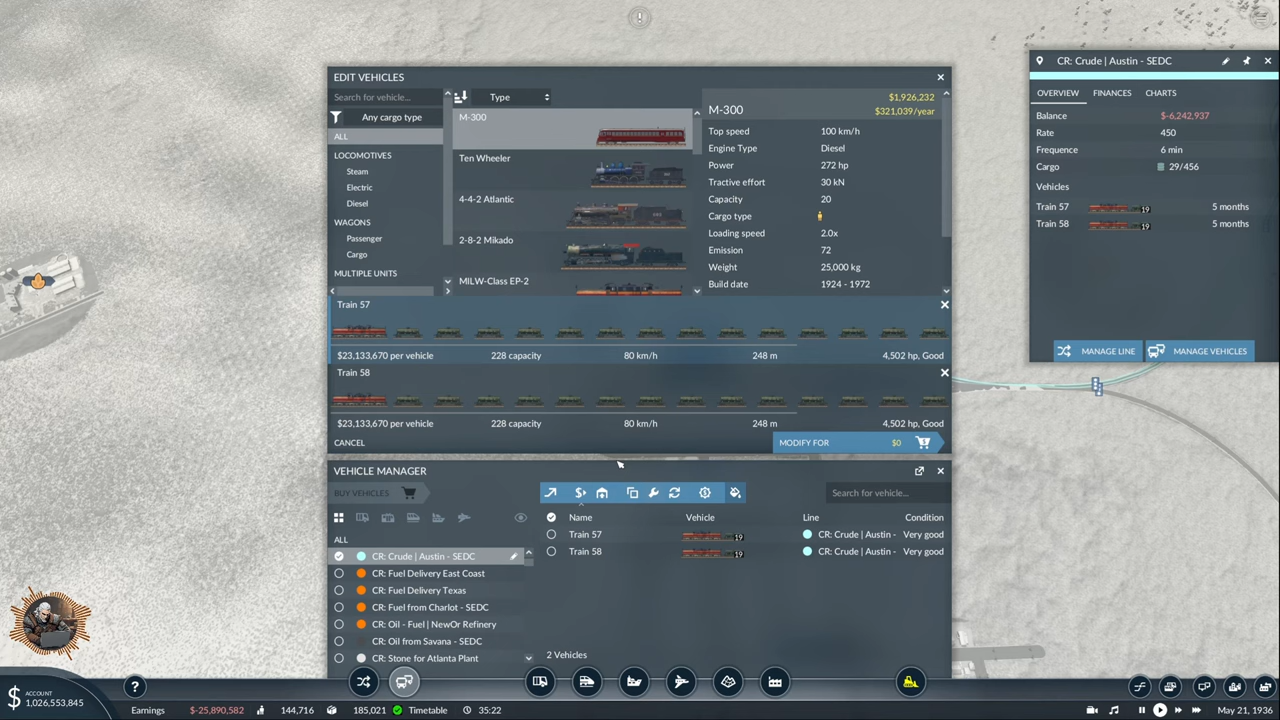 EDIT VEHICLES
Search for vehicle...
Type
Any cargo type
ALL
LOCOMOTIVES
Steam
Electric
Diesel
WAGONS
Passenger
Cargo
MULTIPLE UNITS
M-300
Ten Wheeler
4-4-2 Atlantic
2-8-2 Mikado
MILW-Class EP-2
M-300
$1,926,232
$321,039/year
Top speed 100 km/h
Engine Type Diesel
Power 272 hp
Tractive effort 30 kN
Capacity 20
Cargo type
Loading speed 2.0x
Emission 72
Weight 25,000 kg
Build date 1924 - 1972
Train 57
$23,133,670 per vehicle 228 capacity 80 km/h 248 m 4,502 hp, Good
Train 58
$23,133,670 per vehicle 228 capacity 80 km/h 248 m 4,502 hp, Good
CANCEL
MODIFY FOR $0
CR: Crude | Austin - SEDC
OVERVIEW FINANCES CHARTS
Balance $-6,242,937
Rate 450
Frequency 6 min
Cargo 29/456
Vehicles
Train 57 19 5 months
Train 58 19 5 months
MANAGE LINE MANAGE VEHICLES
VEHICLE MANAGER
BUY VEHICLES
Search for vehicle...
ALL
CR: Crude | Austin - SEDC
CR: Fuel Delivery East Coast
CR: Fuel Delivery Texas
CR: Fuel from Charlot - SEDC
CR: Oil - Fuel | NewOr Refinery
CR: Oil from Savana - SEDC
CR: Stone for Atlanta Plant
Name Vehicle Line Condition
Train 57 19 CR: Crude | Austin - Very good
Train 58 19 CR: Crude | Austin - Very good
2 Vehicles
$ ACCOUNT
1,026,553,845
?
Earnings $-25,890,582 144,716 185,021 Timetable 35:22
May 21, 1936